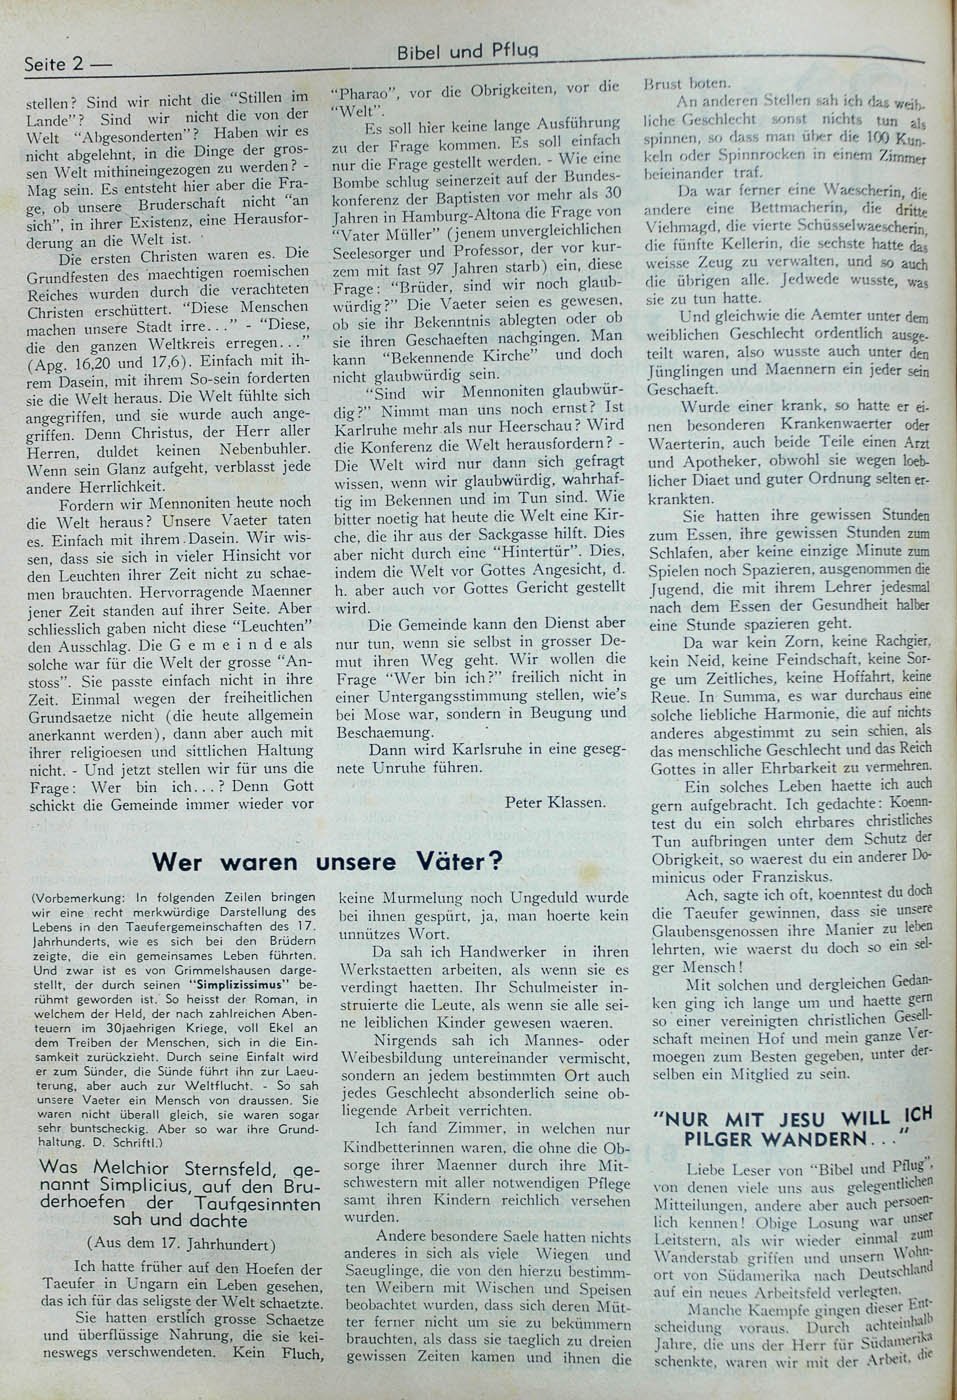 Seite 2 —
Bibel und Pflug
stellen? Sind wir nicht die "Stillen im
Lande"? Sind wir nicht die von der
Welt "Abgesonderten"? Haben wir es
nicht abgelehnt, in die Dinge der gros-
sen Welt mithineingezogen zu werden? -
Mag sein. Es entsteht hier aber die Fra-
ge, ob unsere Bruderschaft nicht "an
sich", in ihrer Existenz, eine Herausfor-
derung an die Welt ist.
Die ersten Christen waren es. Die
Grundfesten des maechtigen roemischen
Reiches wurden durch die verachteten
Christen erschüttert. "Diese Menschen
machen unsere Stadt irre..." - "Diese,
die den ganzen Weltkreis erregen..."
(Apg. 16,20 und 17,6). Einfach mit ih-
rem Dasein, mit ihrem So-sein forderten
sie die Welt heraus. Die Welt fühlte sich
angegriffen, und sie wurde auch ange-
griffen. Denn Christus, der Herr aller
Herren, duldet keinen Nebenbuhler.
Wenn sein Glanz aufgeht, verblasst jede
andere Herrlichkeit.
Fordern wir Mennoniten heute noch
die Welt heraus? Unsere Vaeter taten
es. Einfach mit ihrem Dasein. Wir wis-
sen, dass sie sich in vieler Hinsicht vor
den Leuchten ihrer Zeit nicht zu schae-
men brauchten. Hervorragende Maenner
jener Zeit standen auf ihrer Seite. Aber
schliesslich gaben nicht diese "Leuchten"
den Ausschlag. Die G e m e i n d e als
solche war für die Welt der grosse "An-
stoss". Sie passte einfach nicht in ihre
Zeit. Einmal wegen der freiheitlichen
Grundsaetze nicht (die heute allgemein
anerkannt werden), dann aber auch mit
ihrer religioesen und sittlichen Haltung
nicht. - Und jetzt stellen wir für uns die
Frage: Wer bin ich...? Denn Gott
schickt die Gemeinde immer wieder vor
"Pharao", vor die Obrigkeiten, vor die
"Welt".
Es soll hier keine lange Ausführung
zu der Frage kommen. Es soll einfach
nur die Frage gestellt werden. - Wie eine
Bombe schlug seinerzeit auf der Bundes-
konferenz der Baptisten vor mehr als 30
Jahren in Hamburg-Altona die Frage von
"Vater Müller" (jenem unvergleichlichen
Seelesorger und Professor, der vor kur-
zem mit fast 97 Jahren starb) ein, diese
Frage: "Brüder, sind wir noch glaub-
würdig?" Die Vaeter seien es gewesen,
ob sie ihr Bekenntnis ablegten oder ob
sie ihren Geschaeften nachgingen. Man
kann "Bekennende Kirche" und doch
nicht glaubwürdig sein.
"Sind wir Mennoniten glaubwür-
dig?" Nimmt man uns noch ernst? Ist
Karlsruhe mehr als nur Heerschau? Wird
die Konferenz die Welt herausfordern? -
Die Welt wird nur dann sich gefragt
wissen, wenn wir glaubwürdig, wahrhaf-
tig im Bekennen und im Tun sind. Wie
bitter noetig hat heute die Welt eine Kir-
che, die ihr aus der Sackgasse hilft. Dies
aber nicht durch eine "Hintertür". Dies,
indem die Welt vor Gottes Angesicht, d.
h. aber auch vor Gottes Gericht gestellt
wird.
Die Gemeinde kann den Dienst aber
nur tun, wenn sie selbst in grosser De-
mut ihren Weg geht. Wir wollen die
Frage "Wer bin ich?" freilich nicht in
einer Untergangsstimmung stellen, wie's
bei Mose war, sondern in Beugung und
Beschaemung.
Dann wird Karlsruhe in eine geseg-
nete Unruhe führen.
Peter Klassen.
Wer waren unsere Väter?
(Vorbemerkung: In folgenden Zeilen bringen
wir eine recht merkwürdige Darstellung des
Lebens in den Taeufergemeinschaften des 17.
Jahrhunderts, wie es sich bei den Brüdern
zeigte, die ein gemeinsames Leben führten.
Und zwar ist es von Grimmelshausen darge-
stellt, der durch seinen "Simplizissimus" be-
rühmt geworden ist. So heisst der Roman, in
welchem der Held, der nach zahlreichen Aben-
teuern im 30jaehrigen Kriege, voll Ekel an
dem Treiben der Menschen, sich in die Ein-
samkeit zurückzieht. Durch seine Einfalt wird
er zum Sünder, die Sünde führt ihn zur Laeu-
terung, aber auch zur Weltflucht. - So sah
unsere Vaeter ein Mensch von draussen. Sie
waren nicht überall gleich, sie waren sogar
sehr buntscheckig. Aber so war ihre Grund-
haltung. D. Schriftl.)
Was Melchior Sternsfeld, ge-
nannt Simplicius, auf den Bru-
derhoefen der Taufgesinnten
sah und dachte
(Aus dem 17. Jahrhundert)
Ich hatte früher auf den Hoefen der
Taeufer in Ungarn ein Leben gesehen,
das ich für das seligste der Welt schaetzte.
Sie hatten erstlich grosse Schaetze
und überflüssige Nahrung, die sie kei-
neswegs verschwendeten. Kein Fluch,
keine Murmelung noch Ungeduld wurde
bei ihnen gespürt, ja, man hoerte kein
unnützes Wort.
Da sah ich Handwerker in ihren
Werkstaetten arbeiten, als wenn sie es
verdingt haetten. Ihr Schulmeister in-
struierte die Leute, als wenn sie alle sei-
ne leiblichen Kinder gewesen waeren.
Nirgends sah ich Mannes- oder
Weibesbildung untereinander vermischt,
sondern an jedem bestimmten Ort auch
jedes Geschlecht absonderlich seine ob-
liegende Arbeit verrichten.
Ich fand Zimmer, in welchen nur
Kindbetterinnen waren, die ohne die Ob-
sorge ihrer Maenner durch ihre Mit-
schwestern mit aller notwendigen Pflege
samt ihren Kindern reichlich versehen
wurden.
Andere besondere Saele hatten nichts
anderes in sich als viele Wiegen und
Saeuglinge, die von den hierzu bestimm-
ten Weibern mit Wischen und Speisen
beobachtet wurden, dass sich deren Müt-
ter ferner nicht um sie zu bekümmern
brauchten, als dass sie taeglich zu dreien
gewissen Zeiten kamen und ihnen die
Brust boten.
An anderen Stellen sah ich das weib-
liche Geschlecht sonst nichts tun als
spinnen, so dass man über die 100 Kun-
keln oder Spinnrocken in einem Zimmer
beieinander traf.
Da war ferner eine Waescherin, die
andere eine Bettmacherin, die dritte
Viehmagd, die vierte Schüsselwaescherin,
die fünfte Kellerin, die sechste hatte das
weisse Zeug zu verwalten, und so auch
die übrigen alle. Jedwede wusste, was
sie zu tun hatte.
Und gleichwie die Aemter unter dem
weiblichen Geschlecht ordentlich ausge-
teilt waren, also wusste auch unter den
Jünglingen und Maennern ein jeder sein
Geschaeft.
Wurde einer krank, so hatte er ei-
nen besonderen Krankenwaerter oder
Waerterin, auch beide Teile einen Arzt
und Apotheker, obwohl sie wegen loeb-
licher Diaet und guter Ordnung selten er-
krankten.
Sie hatten ihre gewissen Stunden
zum Essen, ihre gewissen Stunden zum
Schlafen, aber keine einzige Minute zum
Spielen noch Spazieren, ausgenommen die
Jugend, die mit ihrem Lehrer jedesmal
nach dem Essen der Gesundheit halber
eine Stunde spazieren geht.
Da war kein Zorn, keine Rachgier,
kein Neid, keine Feindschaft, keine Sor-
ge um Zeitliches, keine Hoffahrt, keine
Reue. In Summa, es war durchaus eine
solche liebliche Harmonie, die auf nichts
anderes abgestimmt zu sein schien, als
das menschliche Geschlecht und das Reich
Gottes in aller Ehrbarkeit zu vermehren.
Ein solches Leben haette ich auch
gern aufgebracht. Ich gedachte: Koenn-
test du ein solch ehrbares christliches
Tun aufbringen unter dem Schutz der
Obrigkeit, so waerest du ein anderer Do-
minicus oder Franziskus.
Ach, sagte ich oft, koenntest du doch
die Taeufer gewinnen, dass sie unsere
Glaubensgenossen ihre Manier zu leben
lehrten, wie waerst du doch so ein sel-
ger Mensch!
Mit solchen und dergleichen Gedan-
ken ging ich lange um und haette gern
so einer vereinigten christlichen Gesell-
schaft meinen Hof und mein ganze Ver-
moegen zum Besten gegeben, unter der-
selben ein Mitglied zu sein.
"NUR MIT JESU WILL ICH
PILGER WANDERN..."
Liebe Leser von "Bibel und Pflug",
von denen viele uns aus gelegentlichen
Mitteilungen, andere aber auch persoen-
lich kennen! Obige Losung war unser
Leitstern, als wir wieder einmal zum
Wanderstab griffen und unsern Wohn-
ort von Südamerika nach Deutschland
auf ein neues Arbeitsfeld verlegten.
Manche Kaempfe gingen dieser Ent-
scheidung voraus. Durch achteinhalb
Jahre, die uns der Herr für Südamerika
schenkte, waren wir mit der Arbeit, die